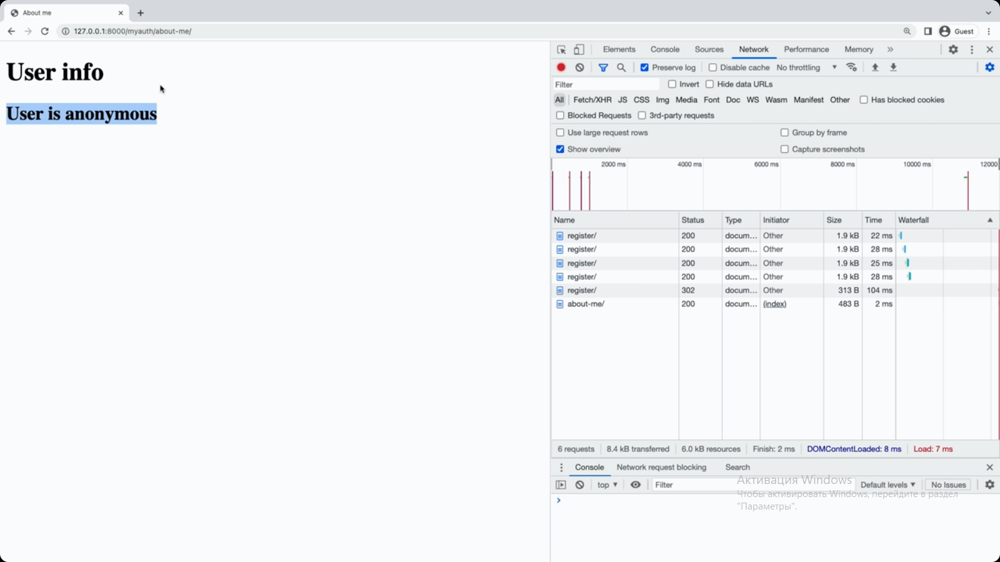 About me
127.0.0.1:8000/myauth/about-me/
Guest
User info
User is anonymous
Elements Console Sources Network Performance Memory
Preserve log Disable cache No throttling
Filter Invert Hide data URLs
All Fetch/XHR JS CSS Img Media Font Doc WS Wasm Manifest Other Has blocked cookies
Blocked Requests 3rd-party requests
Use large request rows Group by frame
Show overview Capture screenshots
2000 ms 4000 ms 6000 ms 8000 ms 10000 ms 12000
Name Status Type Initiator Size Time Waterfall
register/ 200 docum... Other 1.9 kB 22 ms
register/ 200 docum... Other 1.9 kB 28 ms
register/ 200 docum... Other 1.9 kB 25 ms
register/ 200 docum... Other 1.9 kB 28 ms
register/ 302 docum... Other 313 B 104 ms
about-me/ 200 docum... (index) 483 B 2 ms
6 requests 8.4 kB transferred 6.0 kB resources Finish: 2 ms DOMContentLoaded: 8 ms Load: 7 ms
Console Network request blocking Search
top Filter Default levels No Issues
Активация Windows
Чтобы активировать Windows, перейдите в раздел
"Параметры".